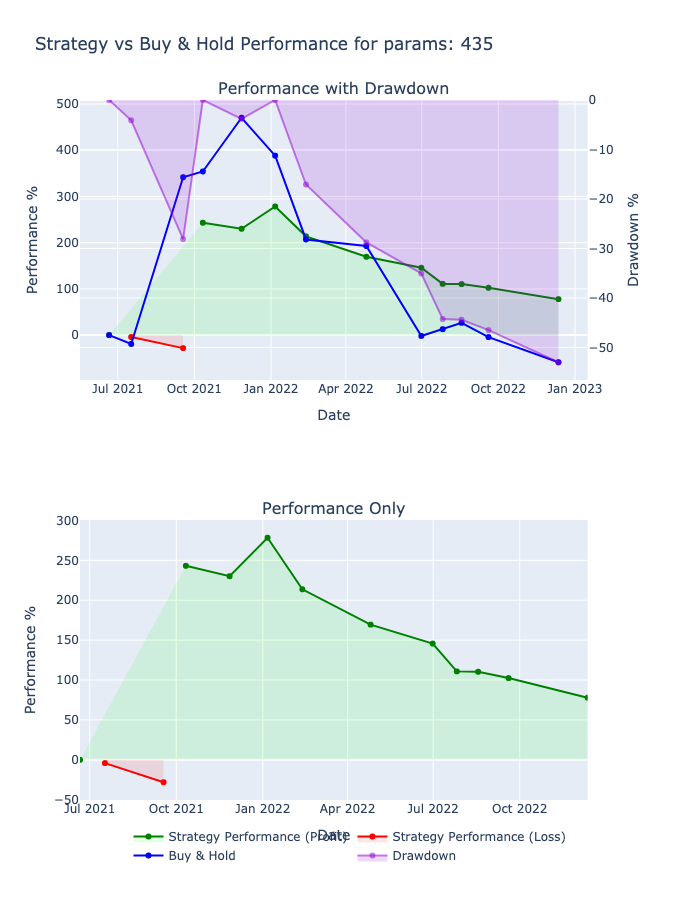 Strategy vs Buy & Hold Performance for params: 435
Performance with Drawdown
500
400
300
200
100
0
Performance %
0
−10
−20
−30
−40
−50
Drawdown %
Jul 2021 Oct 2021 Jan 2022 Apr 2022 Jul 2022 Oct 2022 Jan 2023
Date
Performance Only
300
250
200
150
100
50
0
−50
Performance %
Jul 2021 Oct 2021 Jan 2022 Apr 2022 Jul 2022 Oct 2022
Date
Strategy Performance (Profit) Strategy Performance (Loss)
Buy & Hold Drawdown